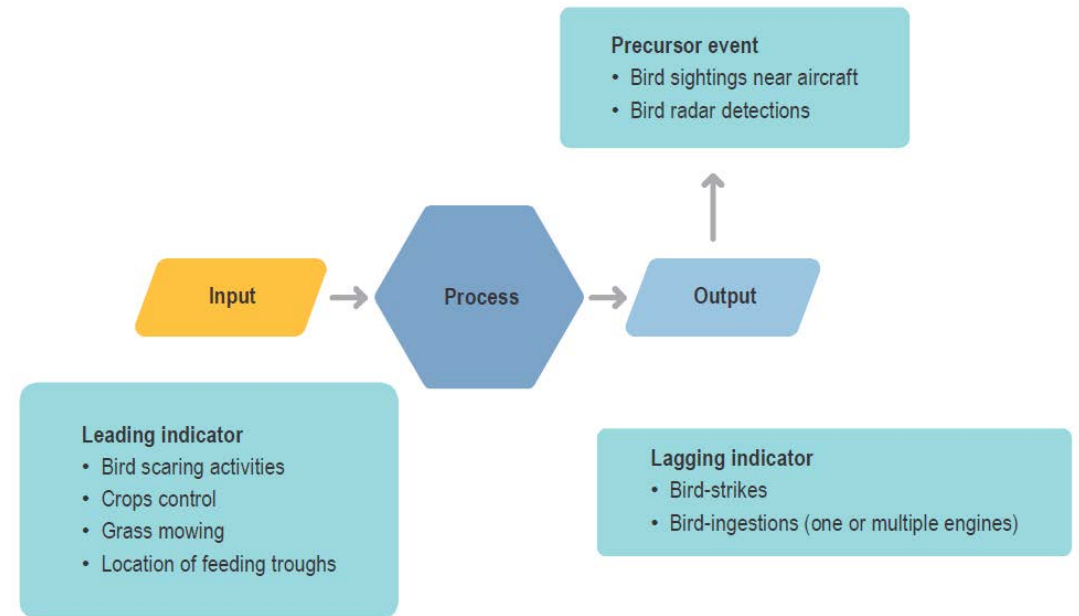 Precursor event
• Bird sightings near aircraft
• Bird radar detections
Input
Process
Output
Leading indicator
• Bird scaring activities
• Crops control
• Grass mowing
• Location of feeding troughs
Lagging indicator
• Bird-strikes
• Bird-ingestions (one or multiple engines)